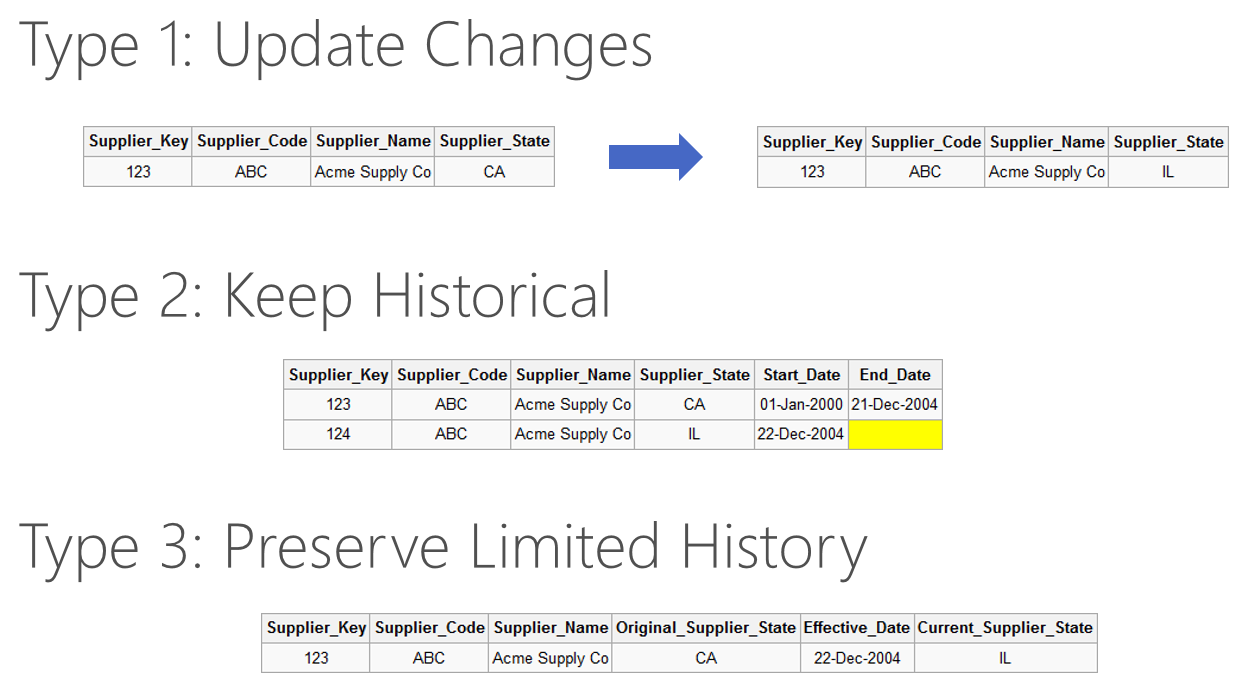 Type 1: Update Changes
Supplier_Key Supplier_Code Supplier_Name Supplier_State Supplier_Key Supplier_Code Supplier_Name Supplier_State
123 ABC Acme Supply Co CA 123 ABC Acme Supply Co IL
Type 2: Keep Historical
Supplier_Key Supplier_Code Supplier_Name Supplier_State Start_Date End_Date
123 ABC Acme Supply Co CA 01-Jan-2000 21-Dec-2004
124 ABC Acme Supply Co IL 22-Dec-2004
Type 3: Preserve Limited History
Supplier_Key Supplier_Code Supplier_Name Original_Supplier_State Effective_Date Current_Supplier_State
123 ABC Acme Supply Co CA 22-Dec-2004 IL